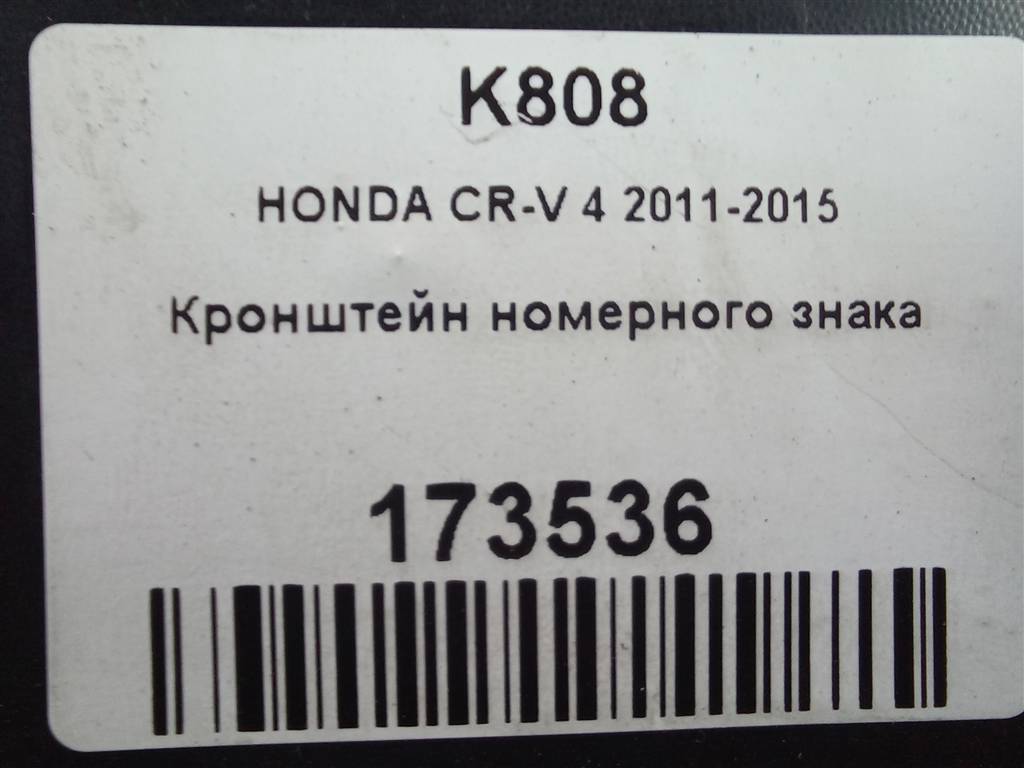 K808
HONDA CR-V 4 2011-2015
Кронштейн номерного знака
173536